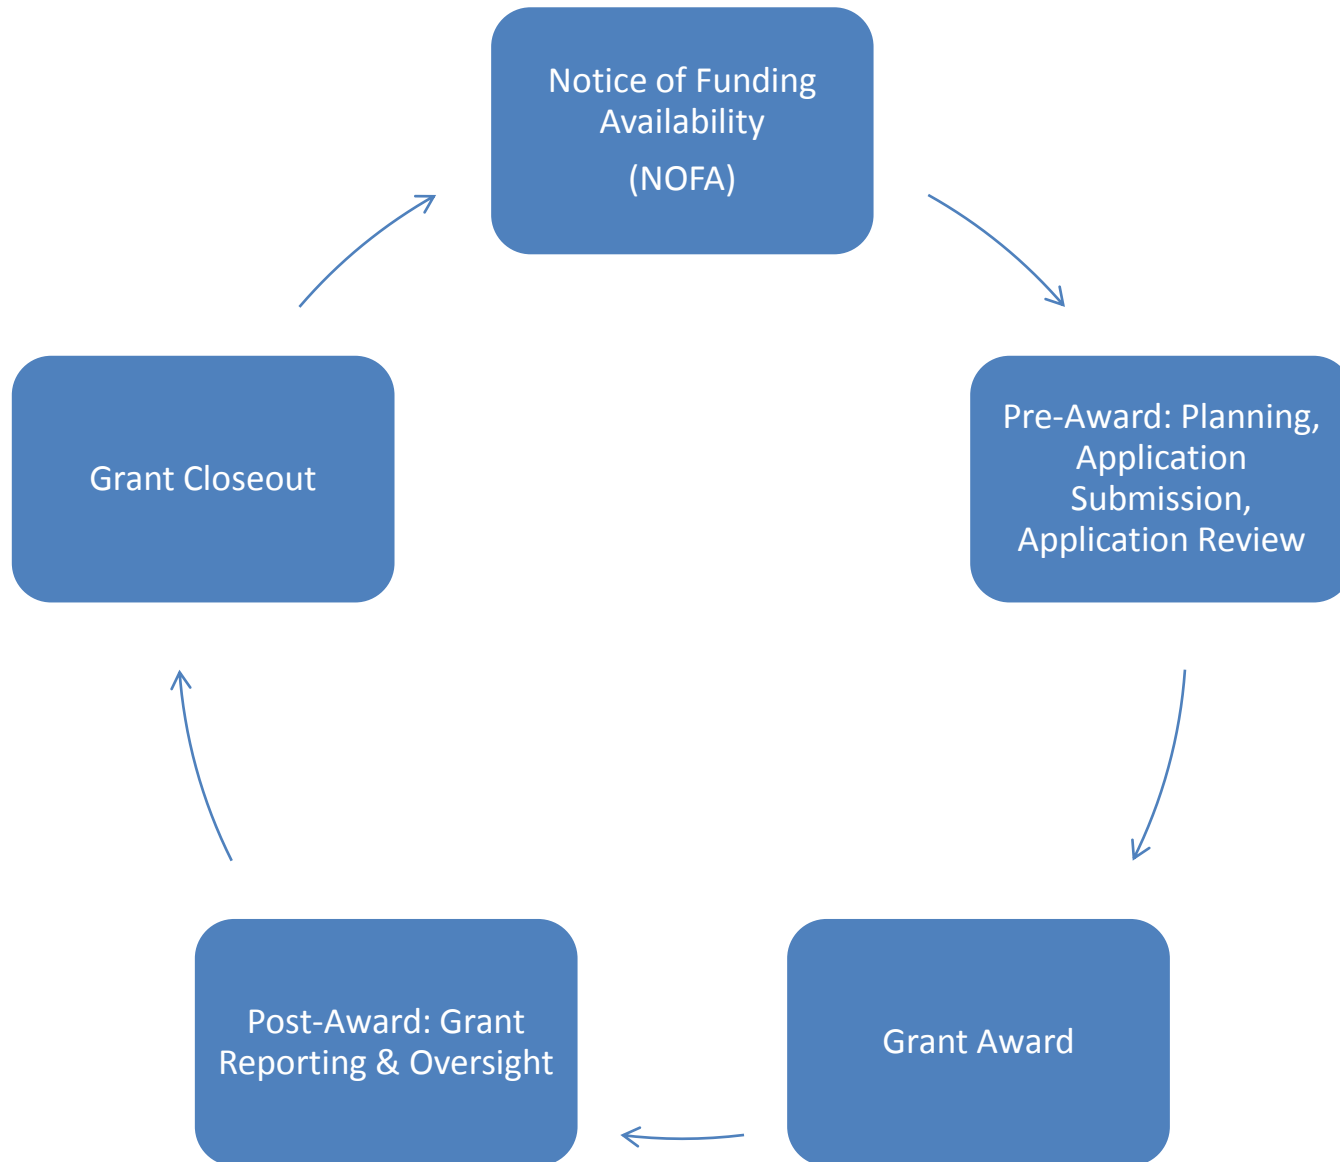 Notice of Funding
Availability
(NOFA)
Pre-Award: Planning,
Application
Submission,
Application Review
Grant Award
Post-Award: Grant
Reporting & Oversight
Grant Closeout